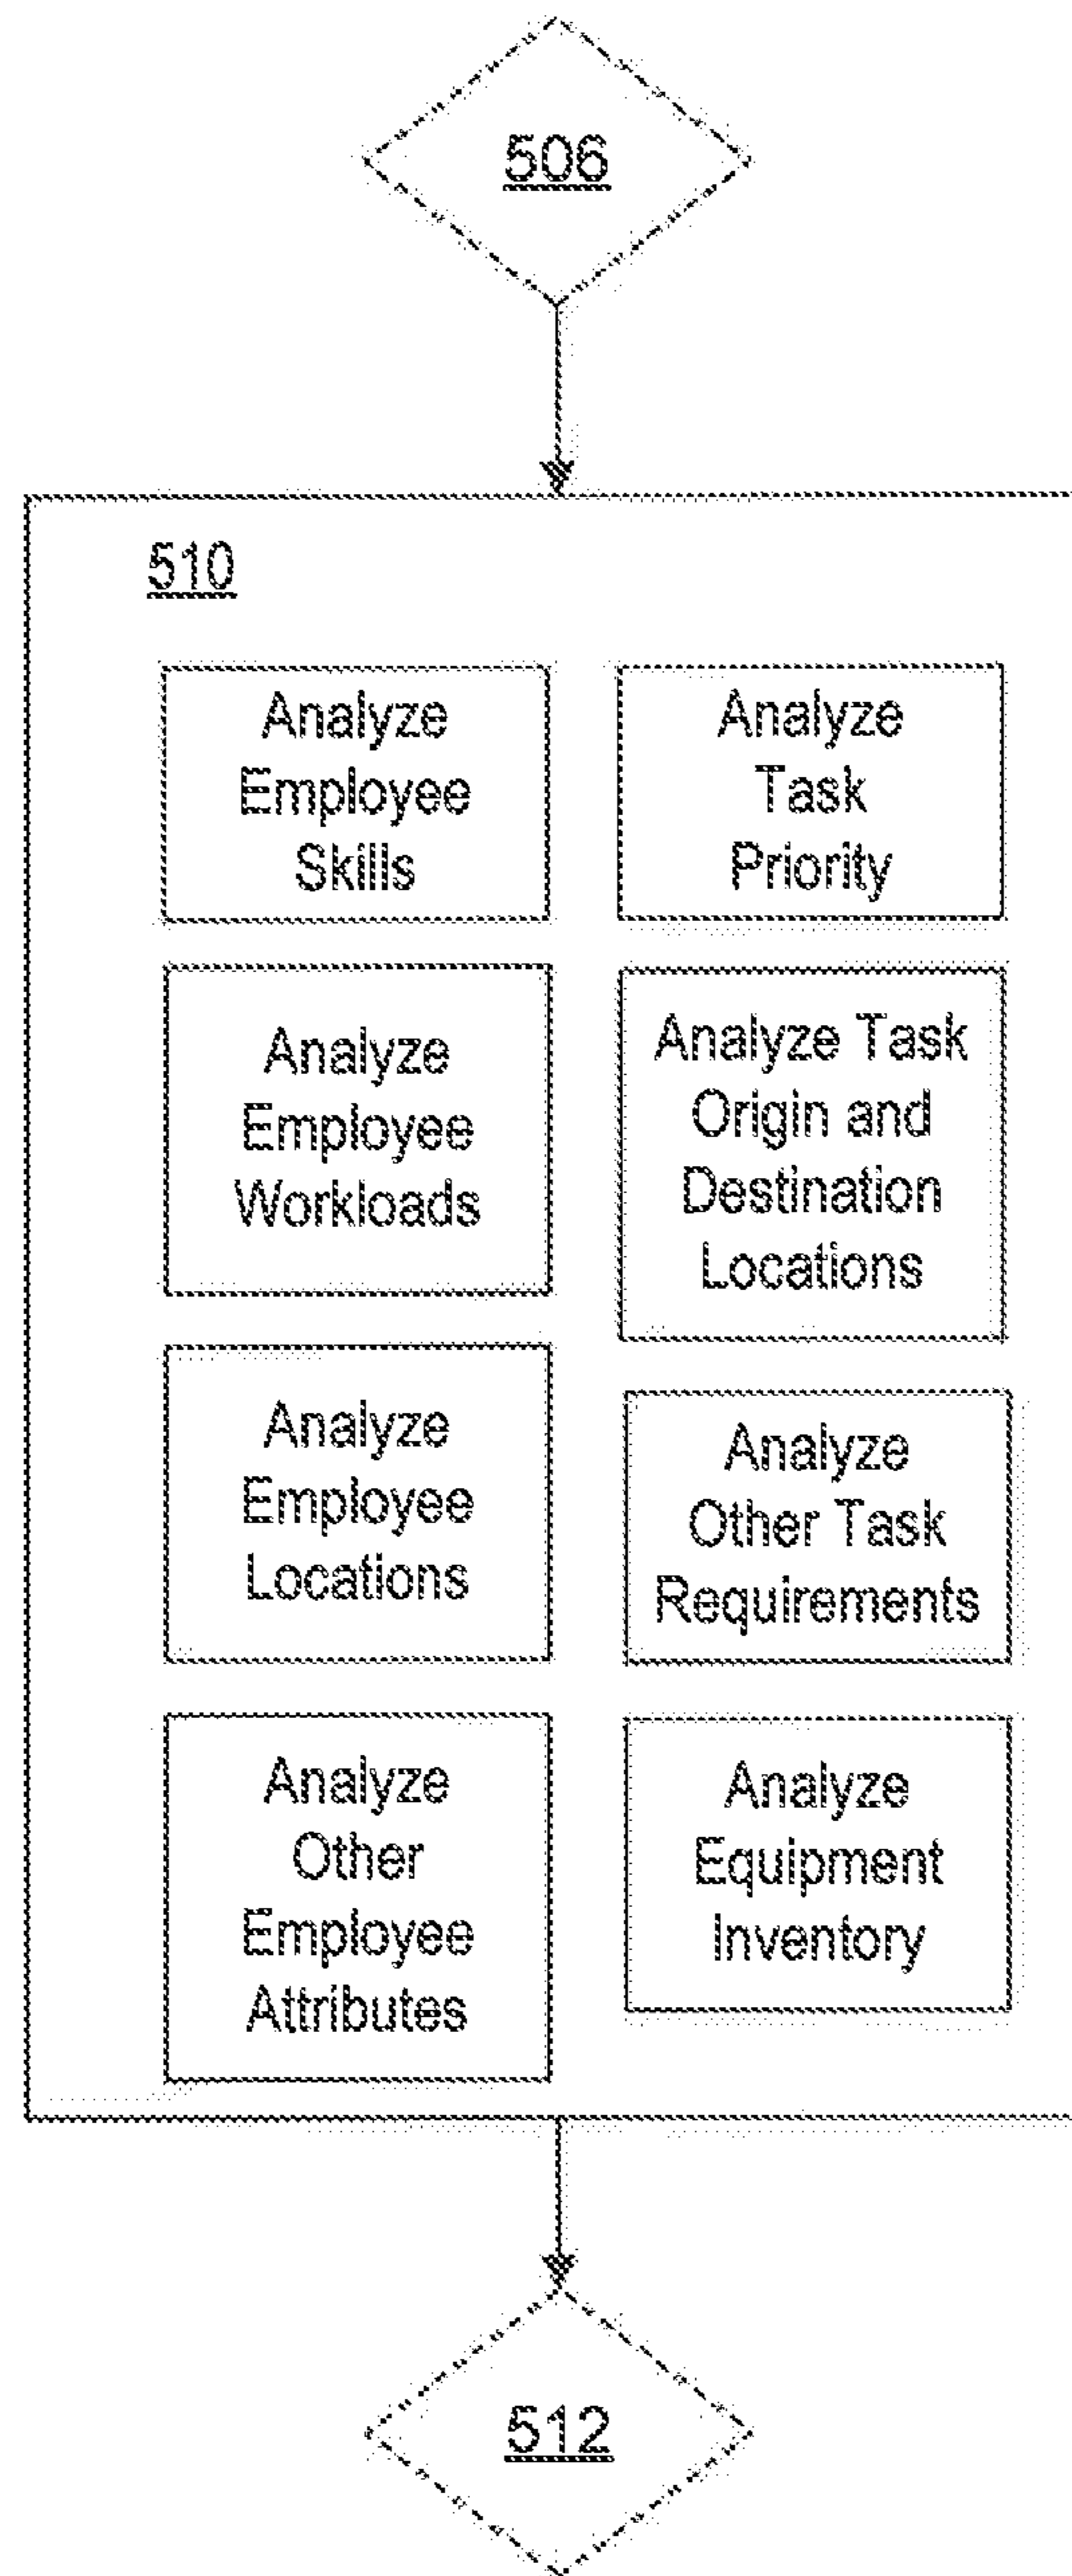 506
510
Analyze
Employee
Skills
Analyze
Task
Priority
Analyze
Employee
Workloads
Analyze Task
Origin and
Destination
Locations
Analyze
Employee
Locations
Analyze
Other Task
Requirements
Analyze
Other
Employee
Attributes
Analyze
Equipment
Inventory
512